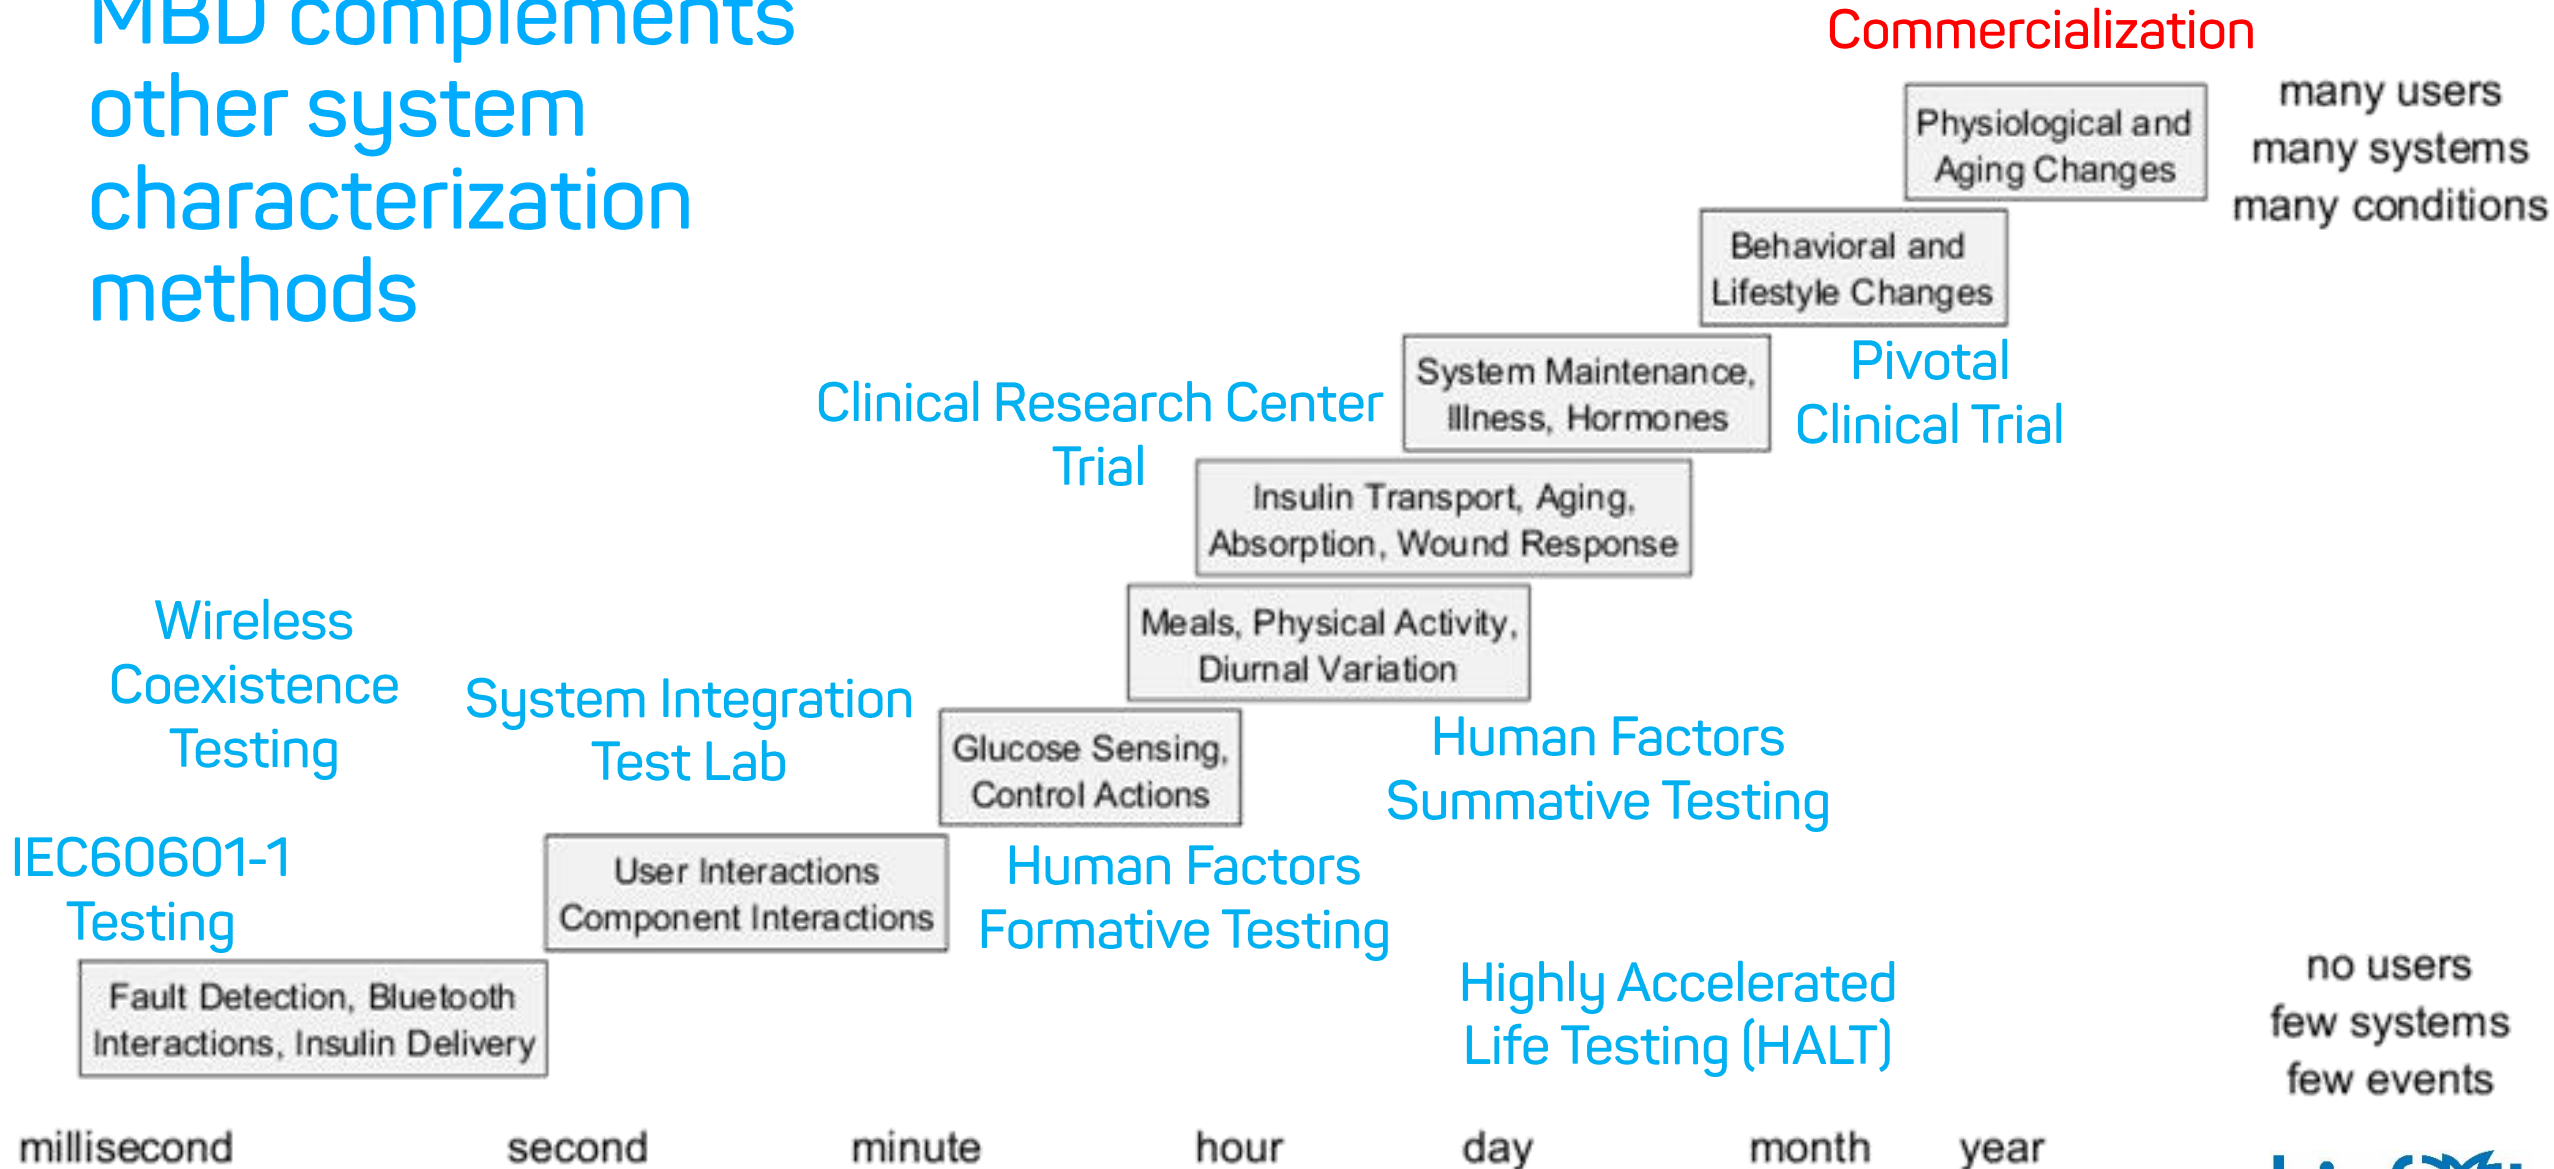 MBD complements
other system
characterization
methods
Commercialization
many users
many systems
many conditions
Physiological and
Aging Changes
Behavioral and
Lifestyle Changes
System Maintenance,
Illness, Hormones
Pivotal
Clinical Trial
Clinical Research Center
Trial
Insulin Transport, Aging,
Absorption, Wound Response
Meals, Physical Activity,
Diurnal Variation
Wireless
Coexistence
Testing
System Integration
Test Lab
Glucose Sensing,
Control Actions
Human Factors
Summative Testing
IEC60601-1
Testing
User Interactions
Component Interactions
Human Factors
Formative Testing
Fault Detection, Bluetooth
Interactions, Insulin Delivery
Highly Accelerated
Life Testing (HALT)
no users
few systems
few events
millisecond second minute hour day month year